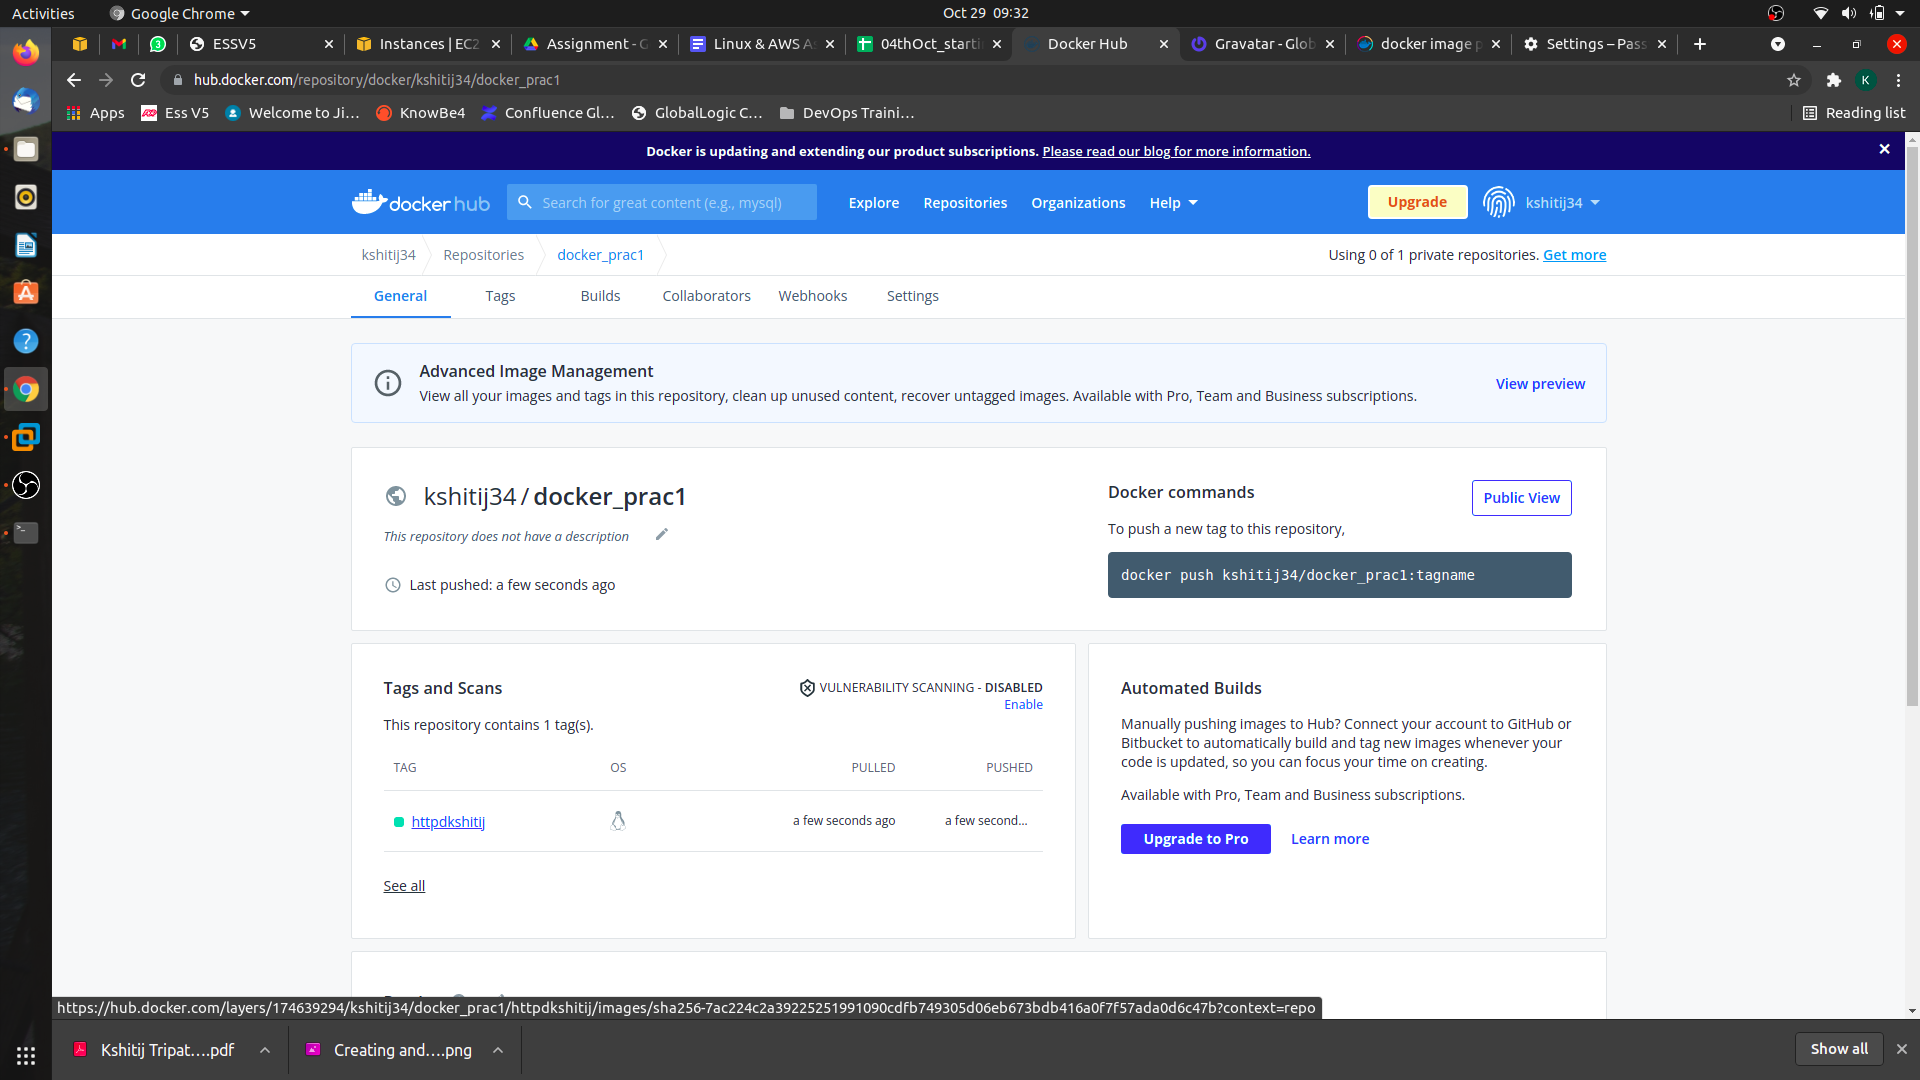 Activities
Google Chrome
Oct 29 09:32
3
ESSV5
Instances | EC2
Assignment - G
Linux & AWS As
04thOct_starti
Docker Hub
Gravatar - Glob
docker image p
Settings – Pass
hub.docker.com/repository/docker/kshitij34/docker_prac1
K
Apps
Ess V5
Welcome to Ji...
KnowBe4
Confluence Gl...
GlobalLogic C...
DevOps Traini...
Reading list
Docker is updating and extending our product subscriptions. Please read our blog for more information.
docker hub
Search for great content (e.g., mysql)
Explore
Repositories
Organizations
Help
Upgrade
kshitij34
kshitij34
Repositories
docker_prac1
Using 0 of 1 private repositories. Get more
General
Tags
Builds
Collaborators
Webhooks
Settings
Advanced Image Management
View all your images and tags in this repository, clean up unused content, recover untagged images. Available with Pro, Team and Business subscriptions.
View preview
kshitij34 / docker_prac1
This repository does not have a description
Last pushed: a few seconds ago
Docker commands
Public View
To push a new tag to this repository,
docker push kshitij34/docker_prac1:tagname
Tags and Scans
VULNERABILITY SCANNING - DISABLED
Enable
This repository contains 1 tag(s).
TAG
OS
PULLED
PUSHED
httpdkshitij
a few seconds ago
a few second...
See all
Automated Builds
Manually pushing images to Hub? Connect your account to GitHub or
Bitbucket to automatically build and tag new images whenever your
code is updated, so you can focus your time on creating.
Available with Pro, Team and Business subscriptions.
Upgrade to Pro
Learn more
https://hub.docker.com/layers/174639294/kshitij34/docker_prac1/httpdkshitij/images/sha256-7ac224c2a39225251991090cdfb749305d06eb673bdb416a0f7f57ada0d6c47b?context=repo
Kshitij Tripat....pdf
Creating and....png
Show all